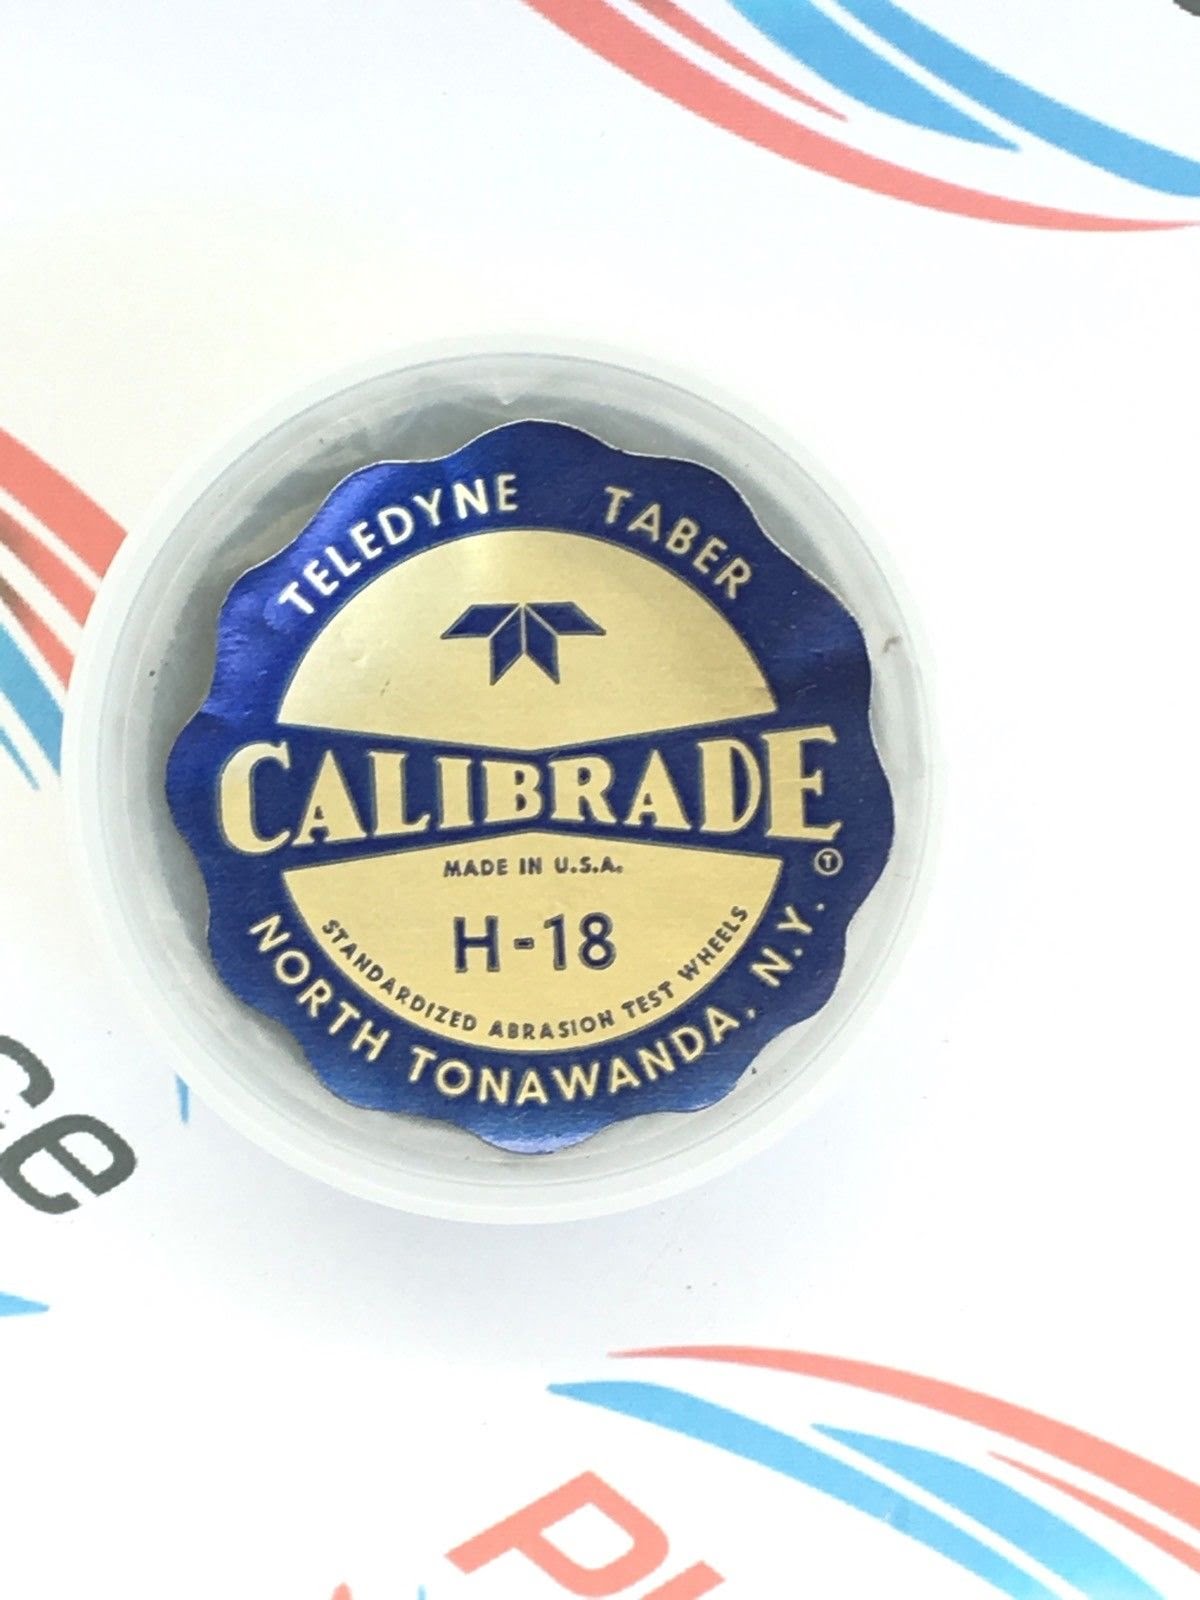 TELEDYNE TABER
CALIBRADE
T
MADE IN U.S.A.
H-18
STANDARDIZED ABRASION TEST WHEELS
NORTH TONAWANDA, N.Y.